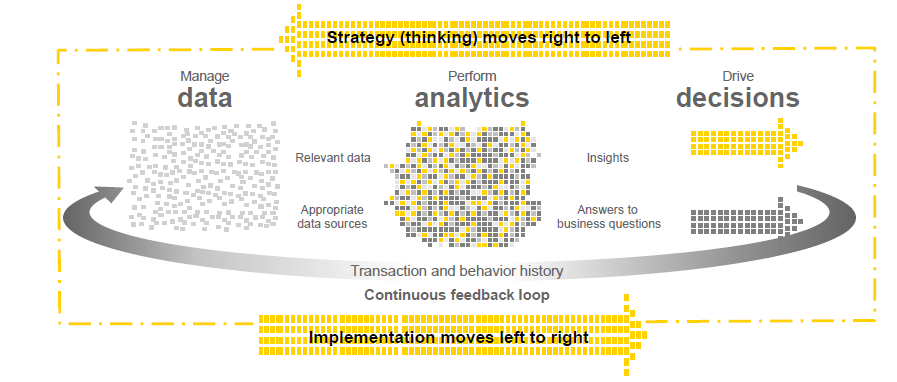 Strategy (thinking) moves right to left
Manage
data
Perform
analytics
Drive
decisions
Relevant data
Insights
Appropriate
data sources
Answers to
business questions
Transaction and behavior history
Continuous feedback loop
Implementation moves left to right